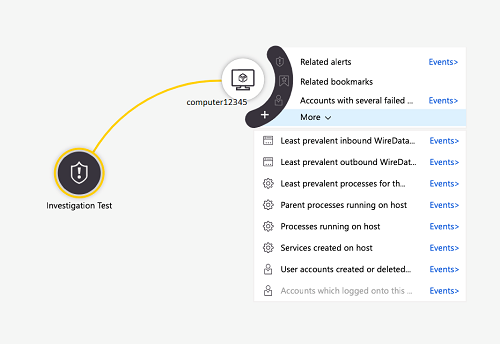 Related alerts Events>
Related bookmarks
computer12345
Accounts with several failed ... Events>
More
Least prevalent inbound WireData... Events>
Least prevalent outbound WireDat... Events>
Least prevalent processes for th... Events>
Parent processes running on host Events>
Processes running on host Events>
Investigation Test
Services created on host Events>
User accounts created or deleted... Events>
Accounts which logged onto this ... Events>